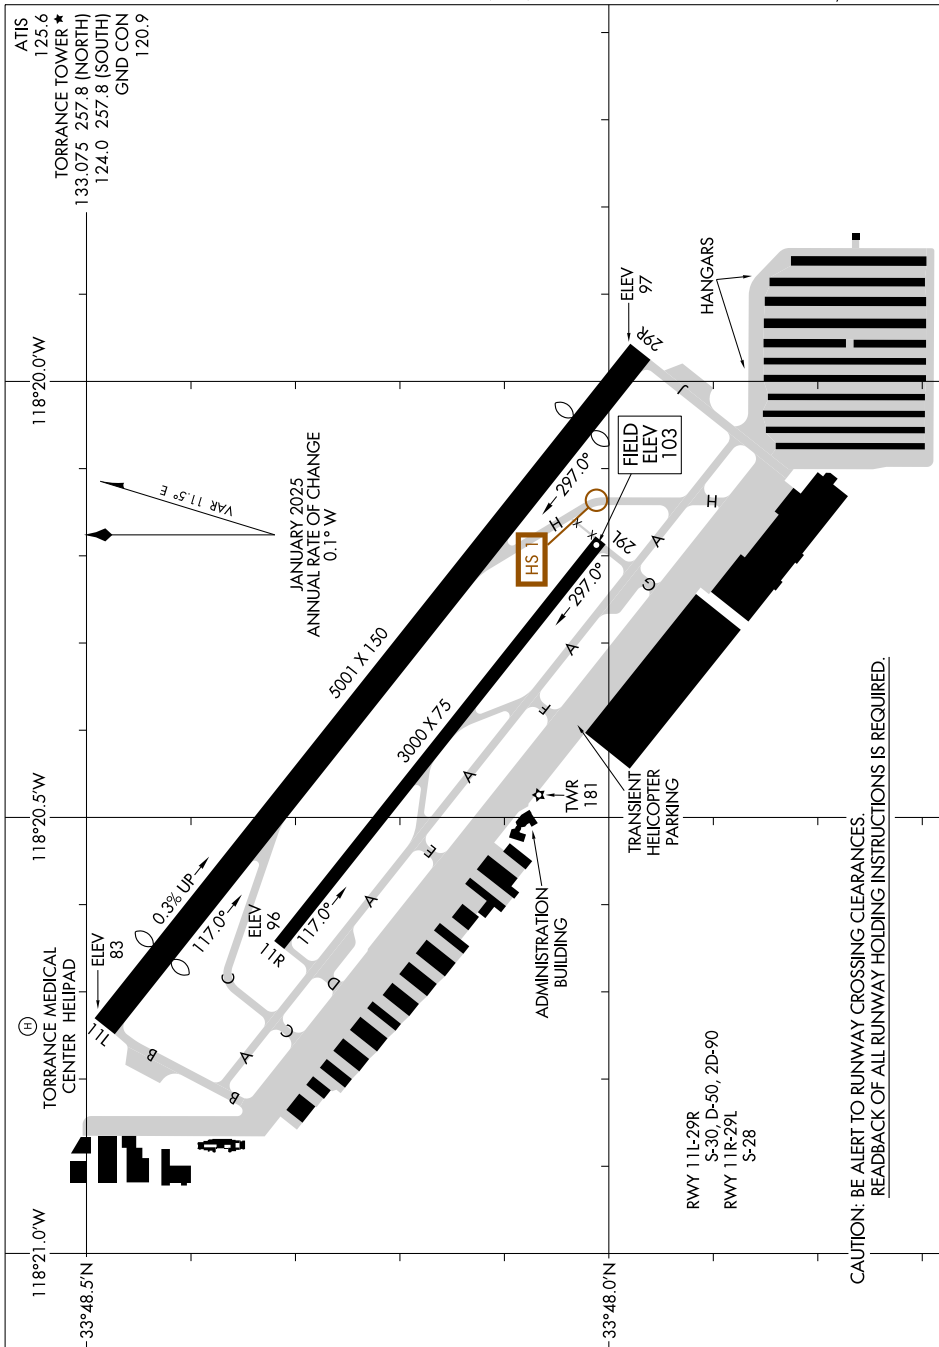 ATIS
125.6
TORRANCE TOWER ★
133.075 257.8 (NORTH)
124.0 257.8 (SOUTH)
GND CON
120.9
118°20.0'W
118°20.5'W
118°21.0'W
33°48.5'N
33°48.0'N
VAR 11.5° E
JANUARY 2025
ANNUAL RATE OF CHANGE
0.1° W
H
TORRANCE MEDICAL
CENTER HELIPAD
ELEV
83
11L
0.3% UP
117.0°
5001 X 150
297.0°
29R
ELEV
97
ELEV
96
11R
117.0°
3000 X 75
297.0°
29L
FIELD
ELEV
103
HS 1
H
x
x
B
B
A
C
C
D
A
E
A
F
A
G
A
H
J
HANGARS
TWR
181
ADMINISTRATION
BUILDING
TRANSIENT
HELICOPTER
PARKING
RWY 11L-29R
S-30, D-50, 2D-90
RWY 11R-29L
S-28
CAUTION: BE ALERT TO RUNWAY CROSSING CLEARANCES.
READBACK OF ALL RUNWAY HOLDING INSTRUCTIONS IS REQUIRED.